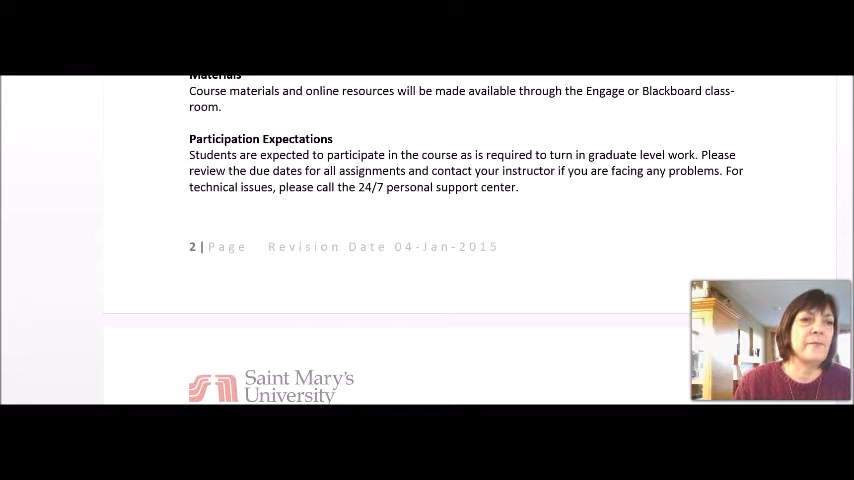 Materials
Course materials and online resources will be made available through the Engage or Blackboard class-
room.
Participation Expectations
Students are expected to participate in the course as is required to turn in graduate level work. Please
review the due dates for all assignments and contact your instructor if you are facing any problems. For
technical issues, please call the 24/7 personal support center.
2 | Page Revision Date 04-Jan-2015
Saint Mary's
University